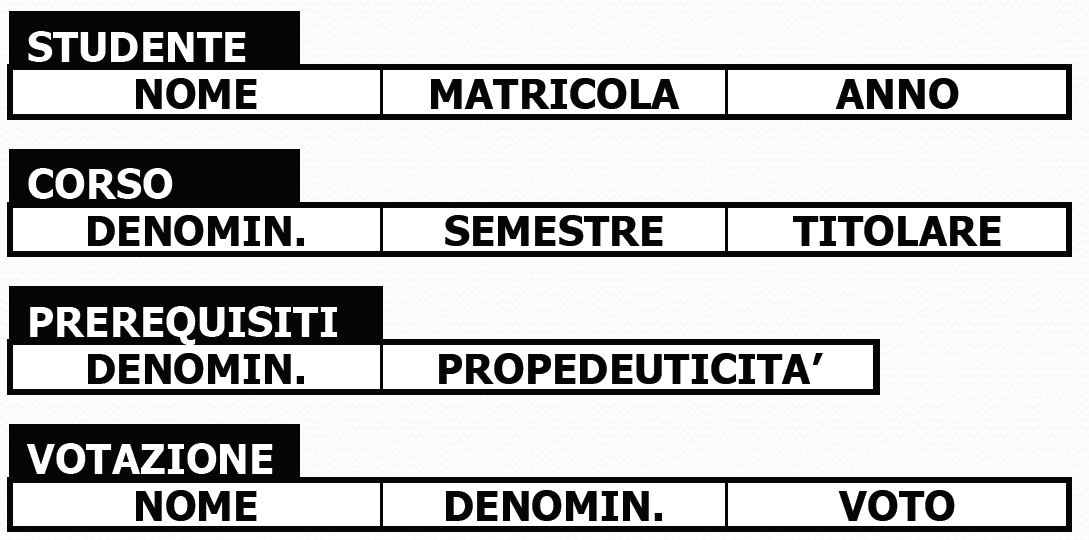 STUDENTE
NOME MATRICOLA ANNO
CORSO
DENOMIN. SEMESTRE TITOLARE
PREREQUISITI
DENOMIN. PROPEDEUTICITA’
VOTAZIONE
NOME DENOMIN. VOTO